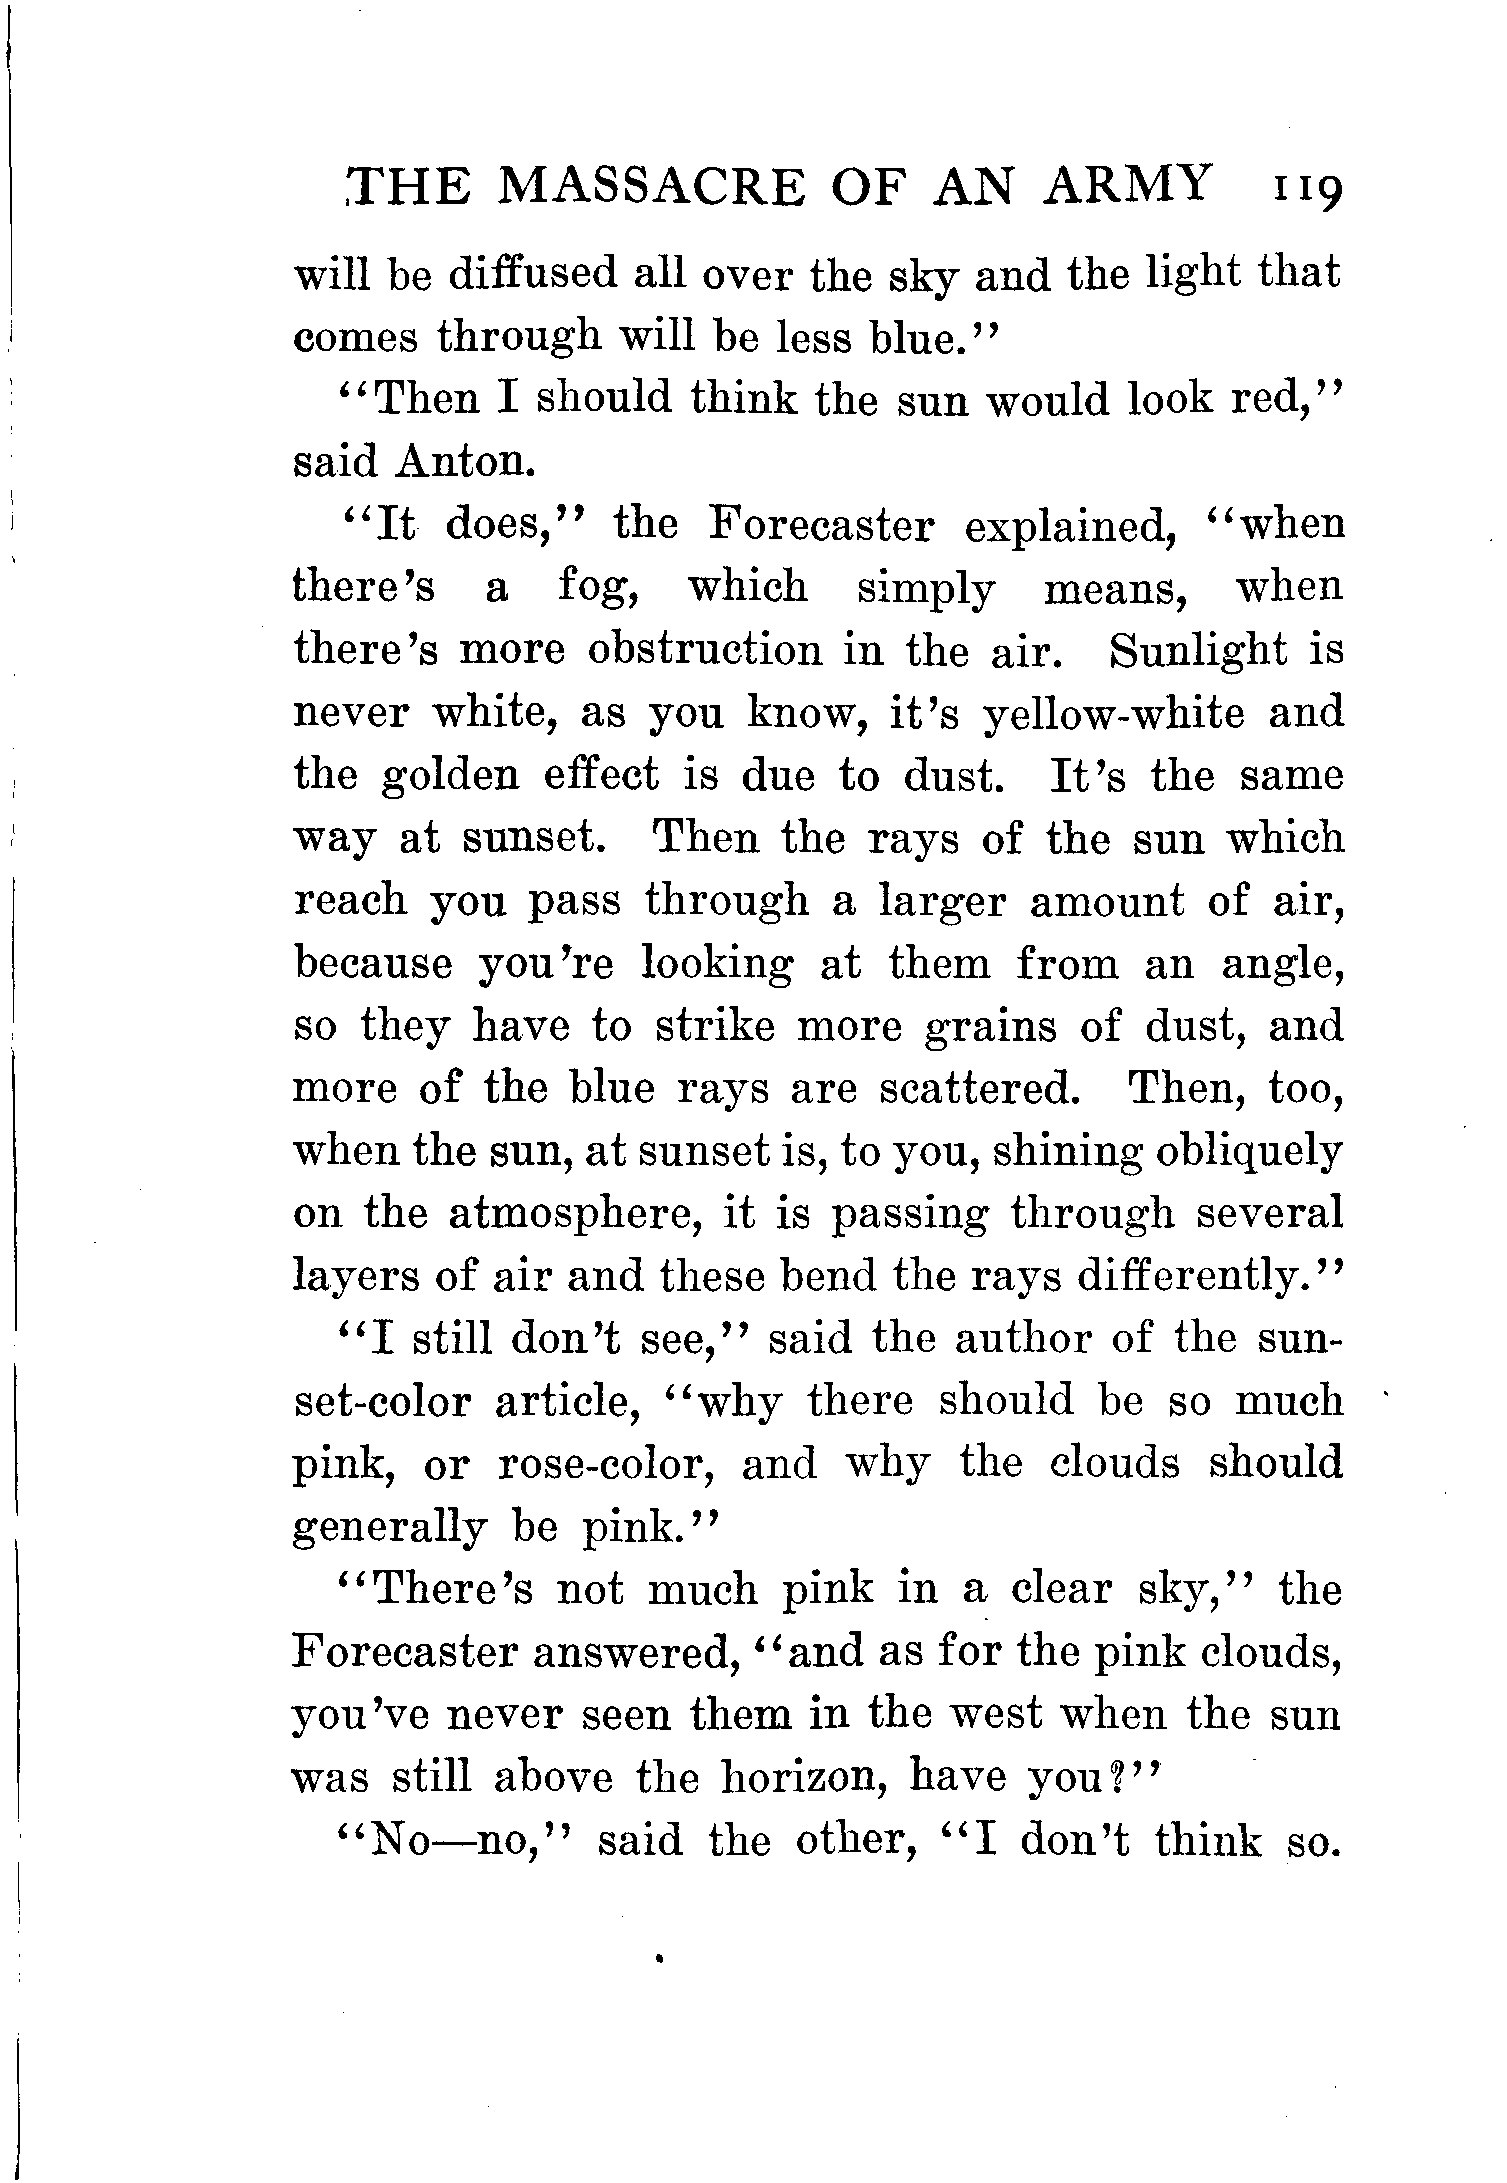 THE MASSACRE OF AN ARMY 119
will be diffused all over the sky and the light that
comes through will be less blue."
"Then I should think the sun would look red,"
said Anton.
"It does," the Forecaster explained, "when
there's a fog, which simply means, when
there's more obstruction in the air. Sunlight is
never white, as you know, it's yellow-white and
the golden effect is due to dust. It's the same
way at sunset. Then the rays of the sun which
reach you pass through a larger amount of air,
because you're looking at them from an angle,
so they have to strike more grains of dust, and
more of the blue rays are scattered. Then, too,
when the sun, at sunset is, to you, shining obliquely
on the atmosphere, it is passing through several
layers of air and these bend the rays differently."
"I still don't see," said the author of the sun-
set-color article, "why there should be so much
pink, or rose-color, and why the clouds should
generally be pink."
"There's not much pink in a clear sky," the
Forecaster answered, "and as for the pink clouds,
you've never seen them in the west when the sun
was still above the horizon, have you?"
"No—no," said the other, "I don't think so.